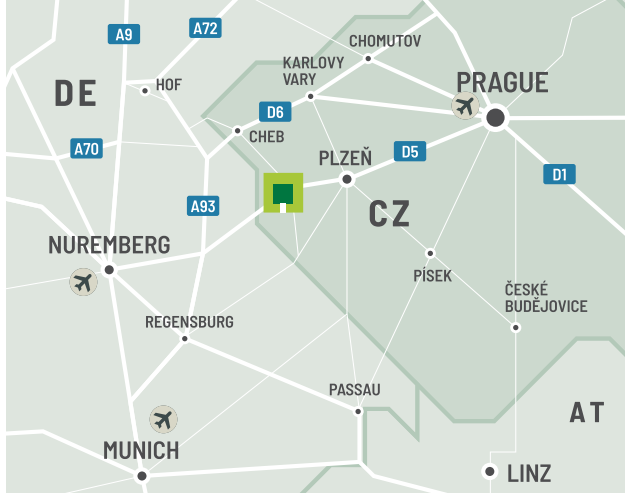 A9
A72
CHOMUTOV
KARLOVY
VARY
PRAGUE
DE
HOF
D6
CHEB
A70
PLZEŇ
D5
D1
A93
CZ
NUREMBERG
PÍSEK
ČESKÉ
BUDĚJOVICE
REGENSBURG
PASSAU
AT
MUNICH
LINZ